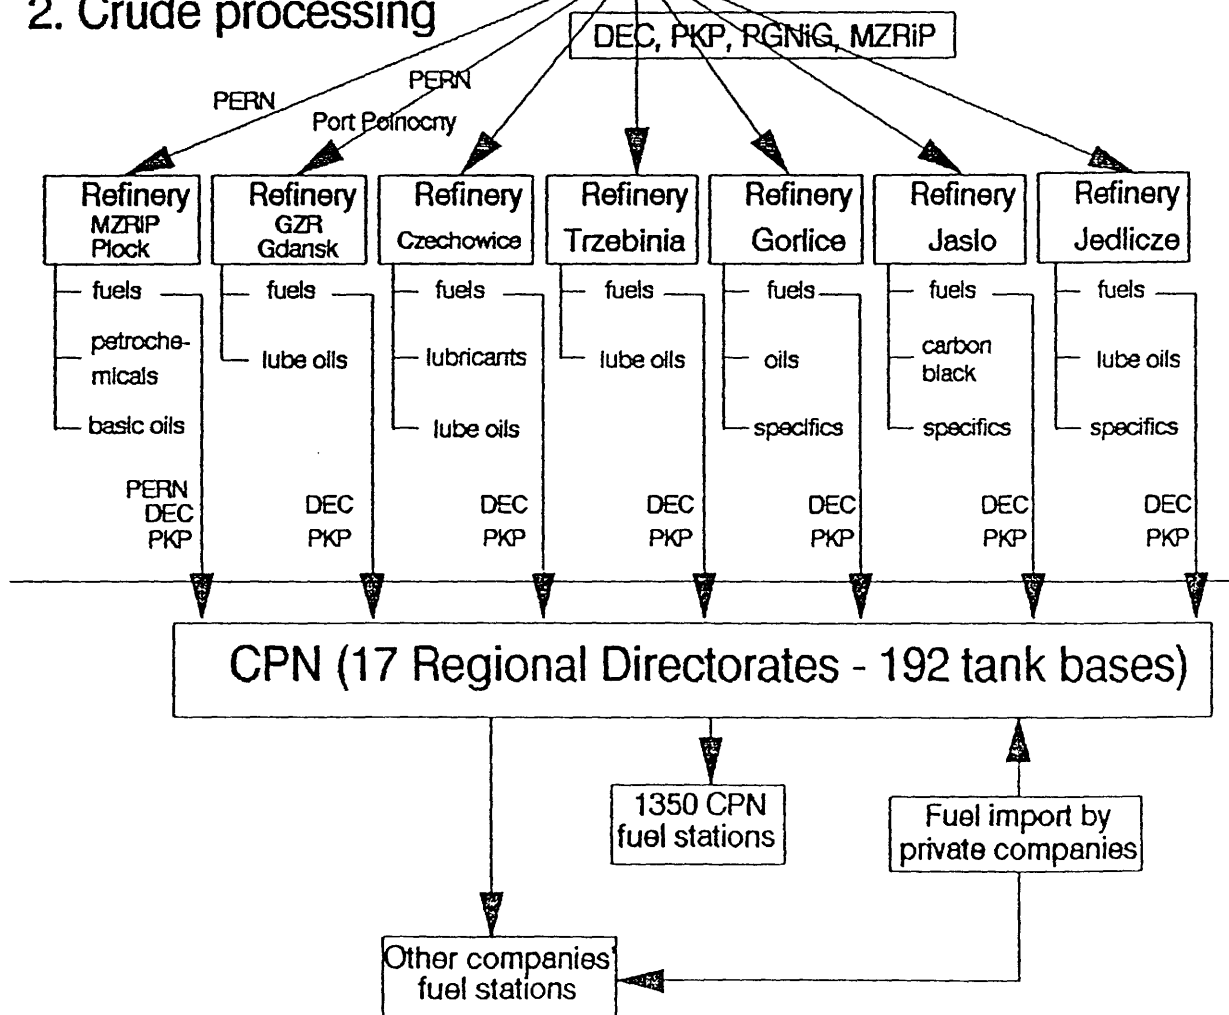 2. Crude processing
DEC, PKP, RGNiG, MZRiP
PERN
PERN
Port Polnocny
Refinery
MZRIP
Plock
Refinery
GZR
Gdansk
Refinery
Czechowice
Refinery
Trzebinia
Refinery
Gorlice
Refinery
Jaslo
Refinery
Jedlicze
fuels
petroche-
micals
basic oils
fuels
lube oils
fuels
lubricants
lube oils
fuels
lube oils
fuels
oils
specifics
fuels
carbon
black
specifics
fuels
lube oils
specifics
PERN
DEC
PKP
DEC
PKP
DEC
PKP
DEC
PKP
DEC
PKP
DEC
PKP
DEC
PKP
CPN (17 Regional Directorates - 192 tank bases)
1350 CPN
fuel stations
Fuel import by
private companies
Other companies'
fuel stations